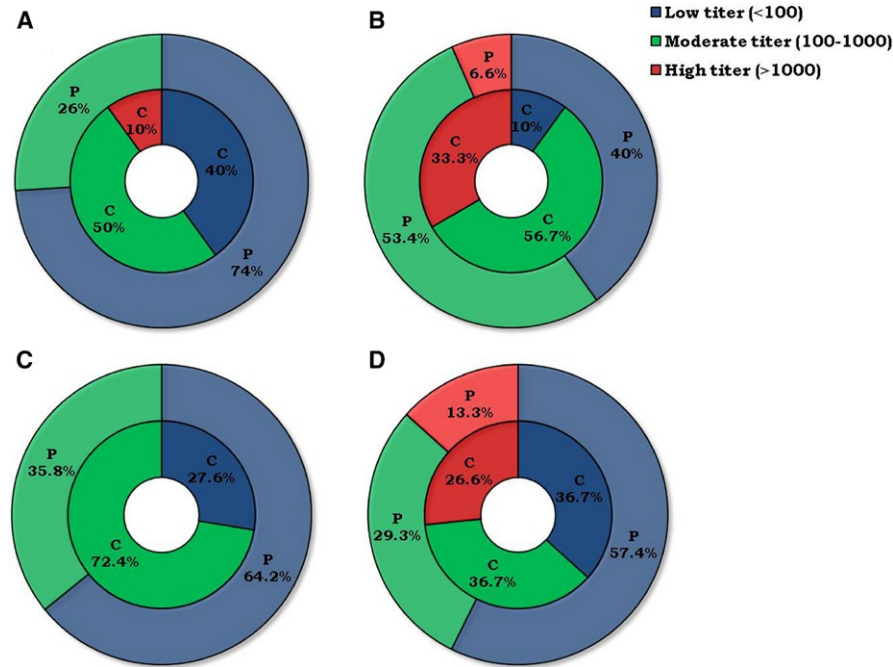 A
B
Low titer (<100)
Moderate titer (100-1000)
High titer (>1000)
P
26%
C
10%
C
40%
C
50%
P
74%
P
6.6%
C
10%
P
40%
C
33.3%
C
56.7%
P
53.4%
C
D
P
35.8%
C
27.6%
C
72.4%
P
64.2%
P
13.3%
C
26.6%
C
36.7%
P
29.3%
C
36.7%
P
57.4%